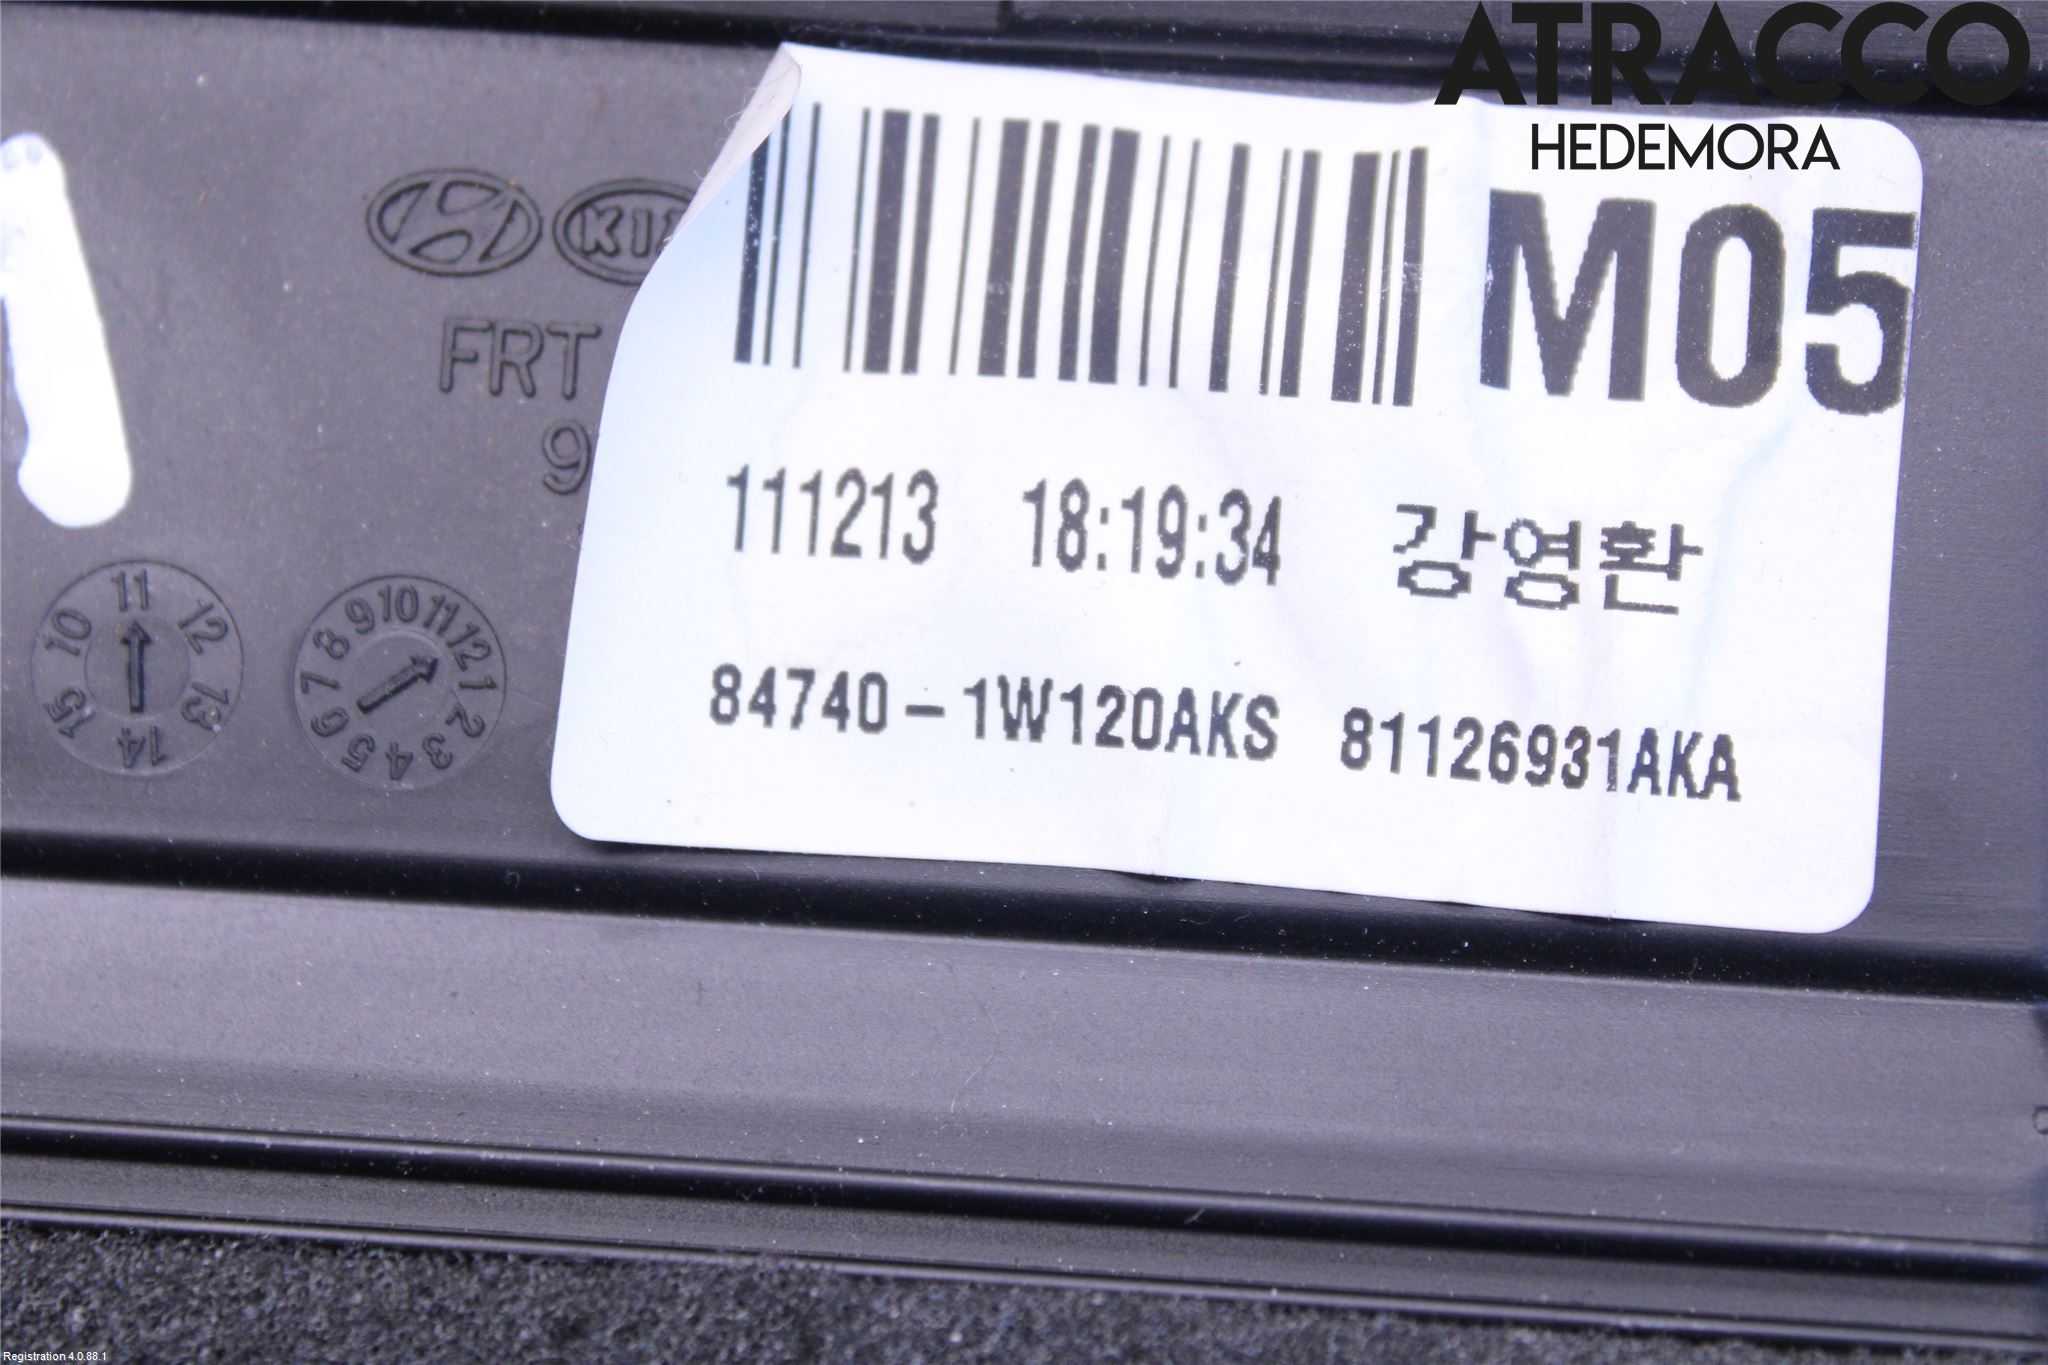 ATRACCO
HEDEMORA
M05
KI
FRT
9
111213 18:19:34 강영환
84740-1W120AKS 81126931AKA
10 11 12 13 14 15
1 2 3 4 5 6 7 8 9 10 11 12
Registration 4.0.88.1